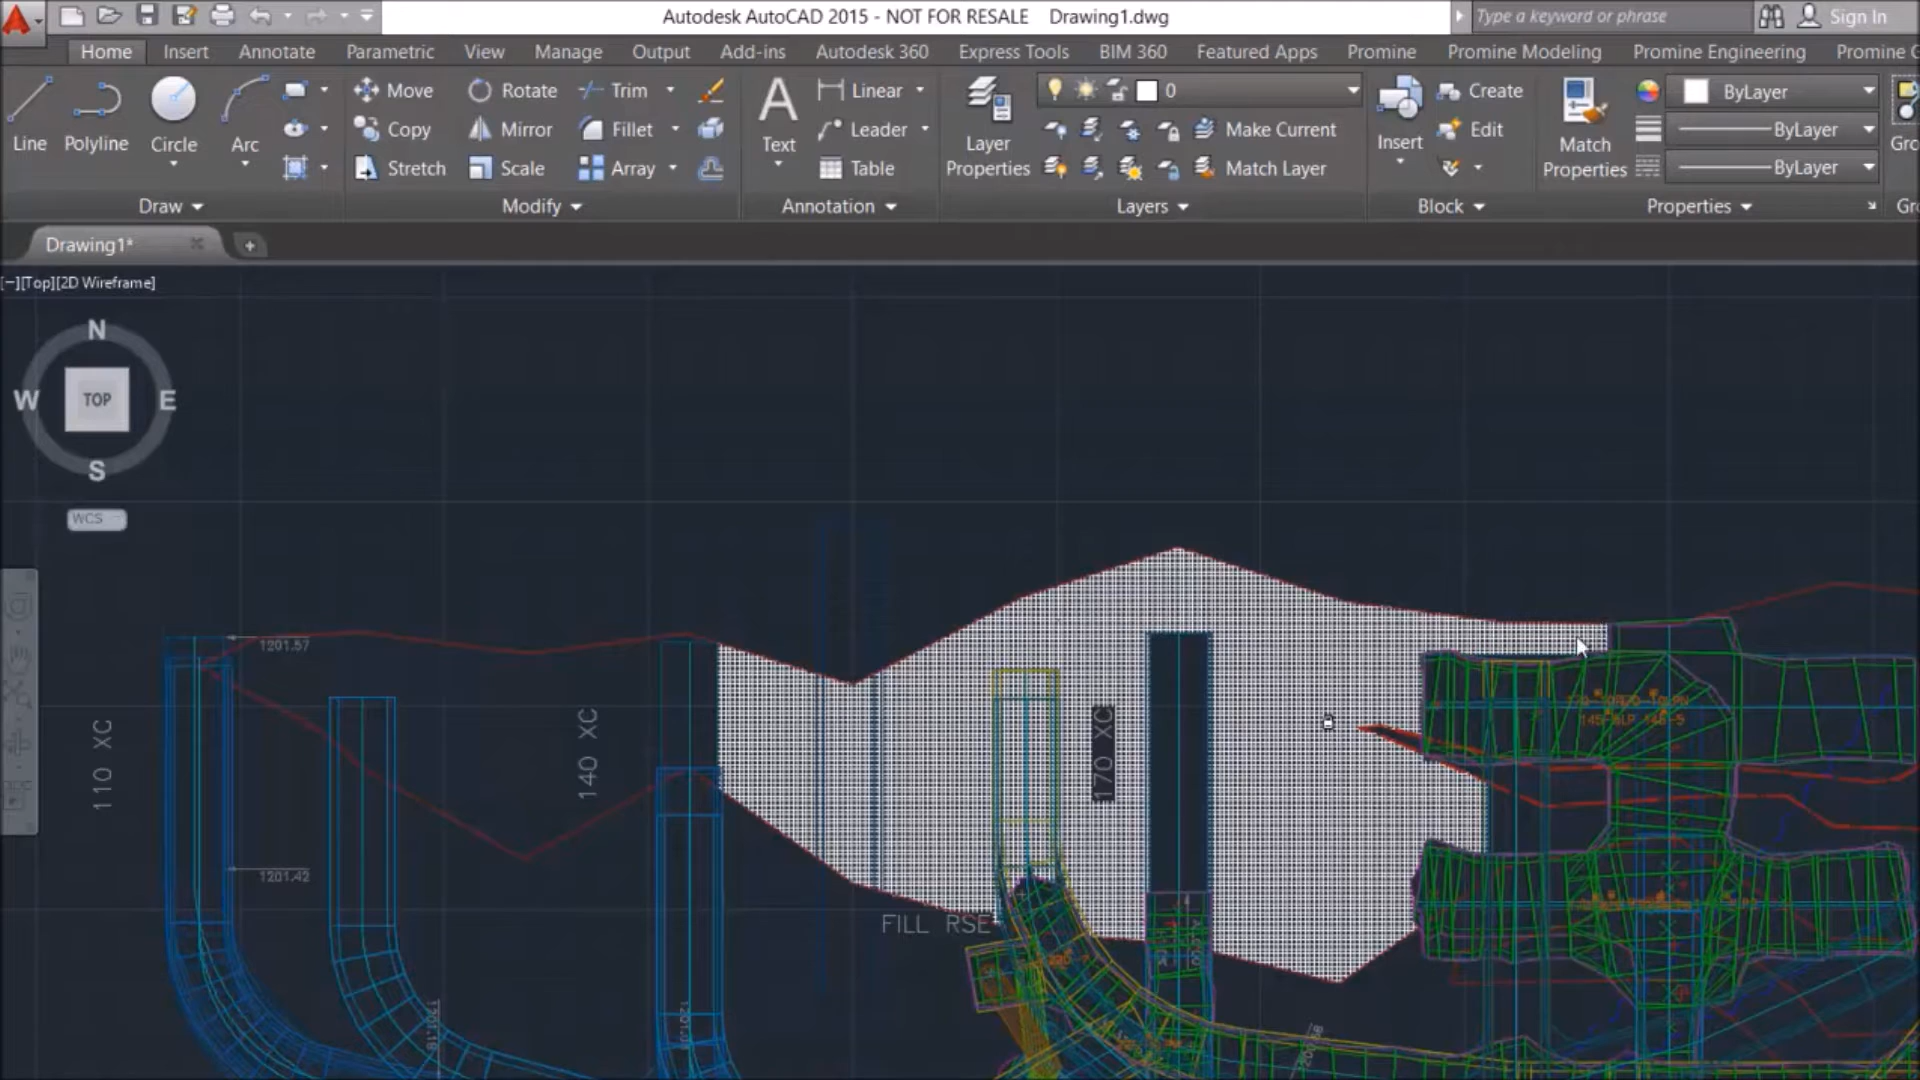 Autodesk AutoCAD 2015 - NOT FOR RESALE Drawing1.dwg
Type a keyword or phrase
Sign In
Home Insert Annotate Parametric View Manage Output Add-ins Autodesk 360 Express Tools BIM 360 Featured Apps Promine Promine Modeling Promine Engineering Promine
Line Polyline Circle Arc
Move Rotate Trim
Copy Mirror Fillet
Stretch Scale Array
Text
Linear
Leader
Table
Layer Properties
0
Make Current
Match Layer
Insert
Create
Edit
Match Properties
ByLayer
ByLayer
ByLayer
Draw Modify Annotation Layers Block Properties
Drawing1*
[−][Top][2D Wireframe]
N
W TOP E
S
WCS
1201.57
110 XC
140 XC
170 XC
1201.42
FILL RSE
1201.18